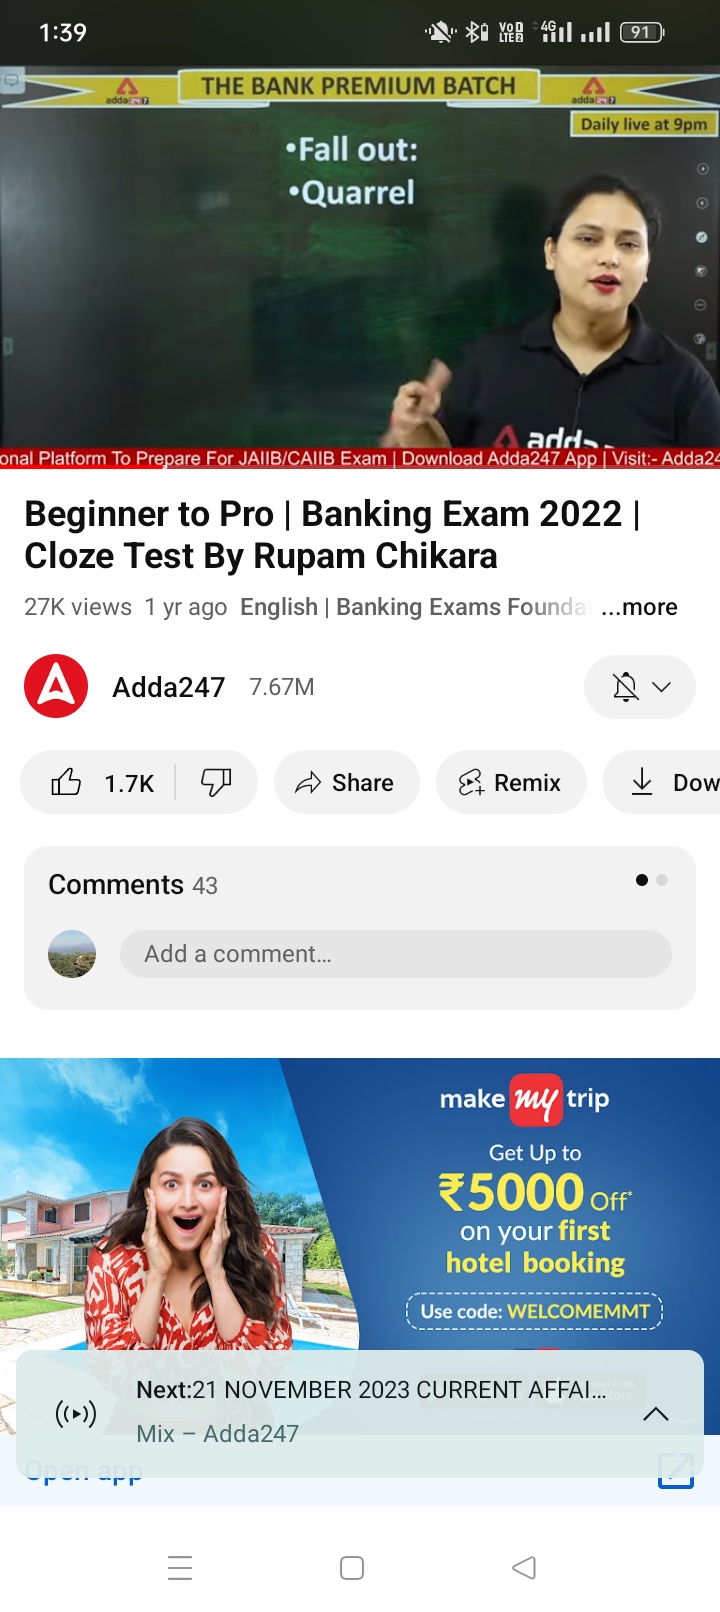 1:39
VoD
LTE2
4G
91
THE BANK PREMIUM BATCH
adda247
adda247
Daily live at 9pm
•Fall out:
•Quarrel
onal Platform To Prepare For JAIIB/CAIIB Exam | Download Adda247 App | Visit:- Adda24
Beginner to Pro | Banking Exam 2022 |
Cloze Test By Rupam Chikara
27K views 1 yr ago English | Banking Exams Founda ...more
Adda247 7.67M
1.7K Share Remix Dow
Comments 43
Add a comment...
make my trip
Get Up to
₹5000 Off*
on your first
hotel booking
Use code: WELCOMEMMT
Next:21 NOVEMBER 2023 CURRENT AFFAI...
Mix – Adda247
Open app